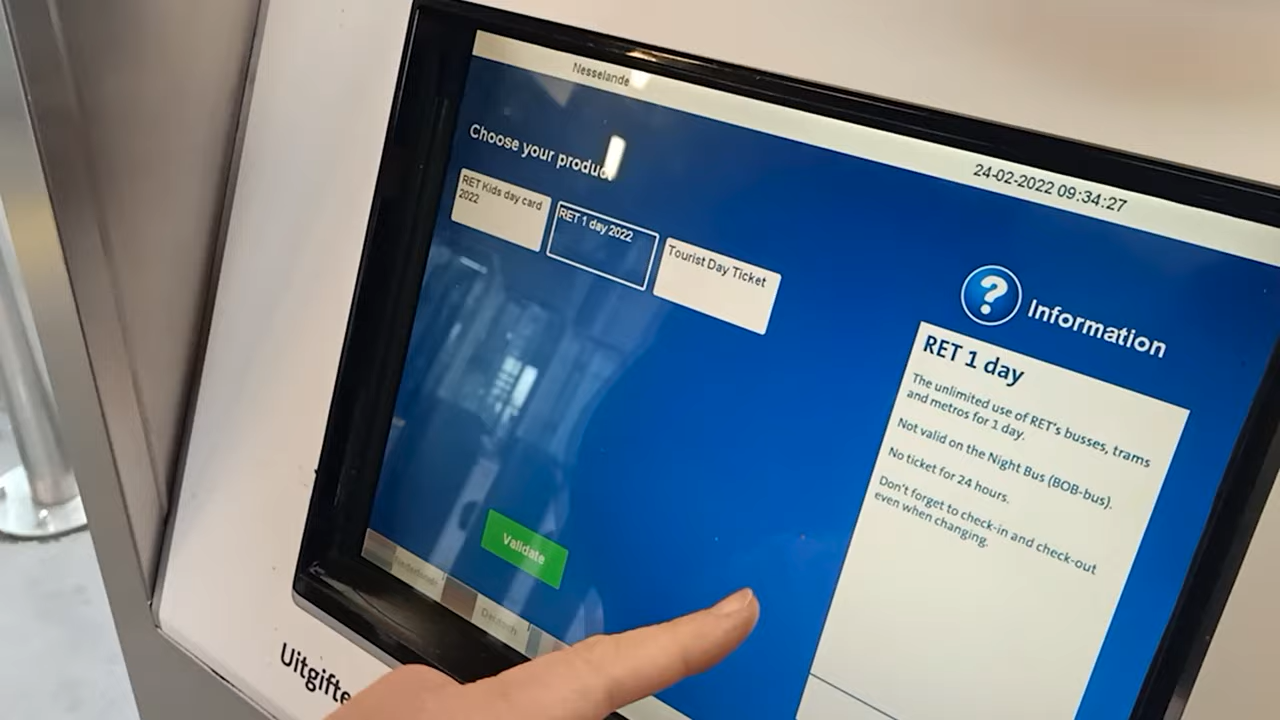 Nesselande
24-02-2022 09:34:27
Choose your produc
RET Kids day card
2022
RET 1 day 2022
Tourist Day Ticket
? Information
RET 1 day
The unlimited use of RET's busses, trams
and metros for 1 day.
Not valid on the Night Bus (BOB-bus).
No ticket for 24 hours.
Don't forget to check-in and check-out
even when changing.
Validate
Nederlands
Deutsch
Uitgifte